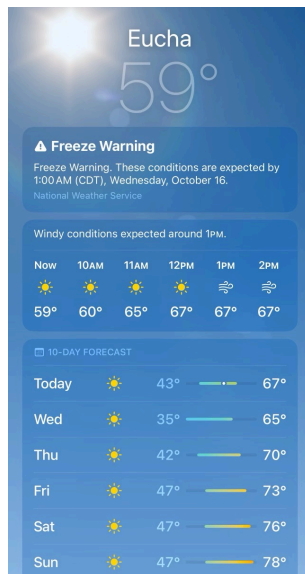 Eucha
59°
Freeze Warning
Freeze Warning. These conditions are expected by
1:00 AM (CDT), Wednesday, October 16.
National Weather Service
Windy conditions expected around 1PM.
Now 10AM 11AM 12PM 1PM 2PM
59° 60° 65° 67° 67° 67°
10-DAY FORECAST
Today 43° 67°
Wed 35° 65°
Thu 42° 70°
Fri 47° 73°
Sat 47° 76°
Sun 47° 78°